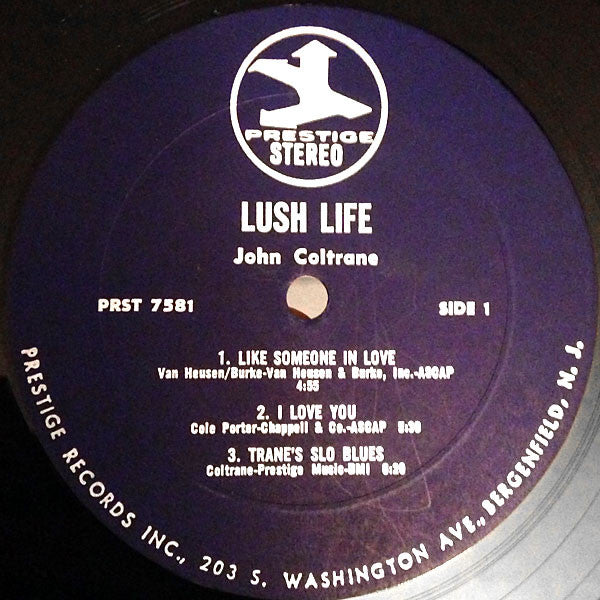 PRESTIGE
STEREO
LUSH LIFE
John Coltrane
PRST 7581
SIDE 1
1. LIKE SOMEONE IN LOVE
Van Heusen/Burke-Van Heusen & Burke, Inc.-ASCAP
4:55
2. I LOVE YOU
Cole Porter-Chappell & Co.-ASCAP 5:30
3. TRANE'S SLO BLUES
Coltrane-Prestige Music-BMI 6:20
PRESTIGE RECORDS INC., 203 S. WASHINGTON AVE., BERGENFIELD, N. J.